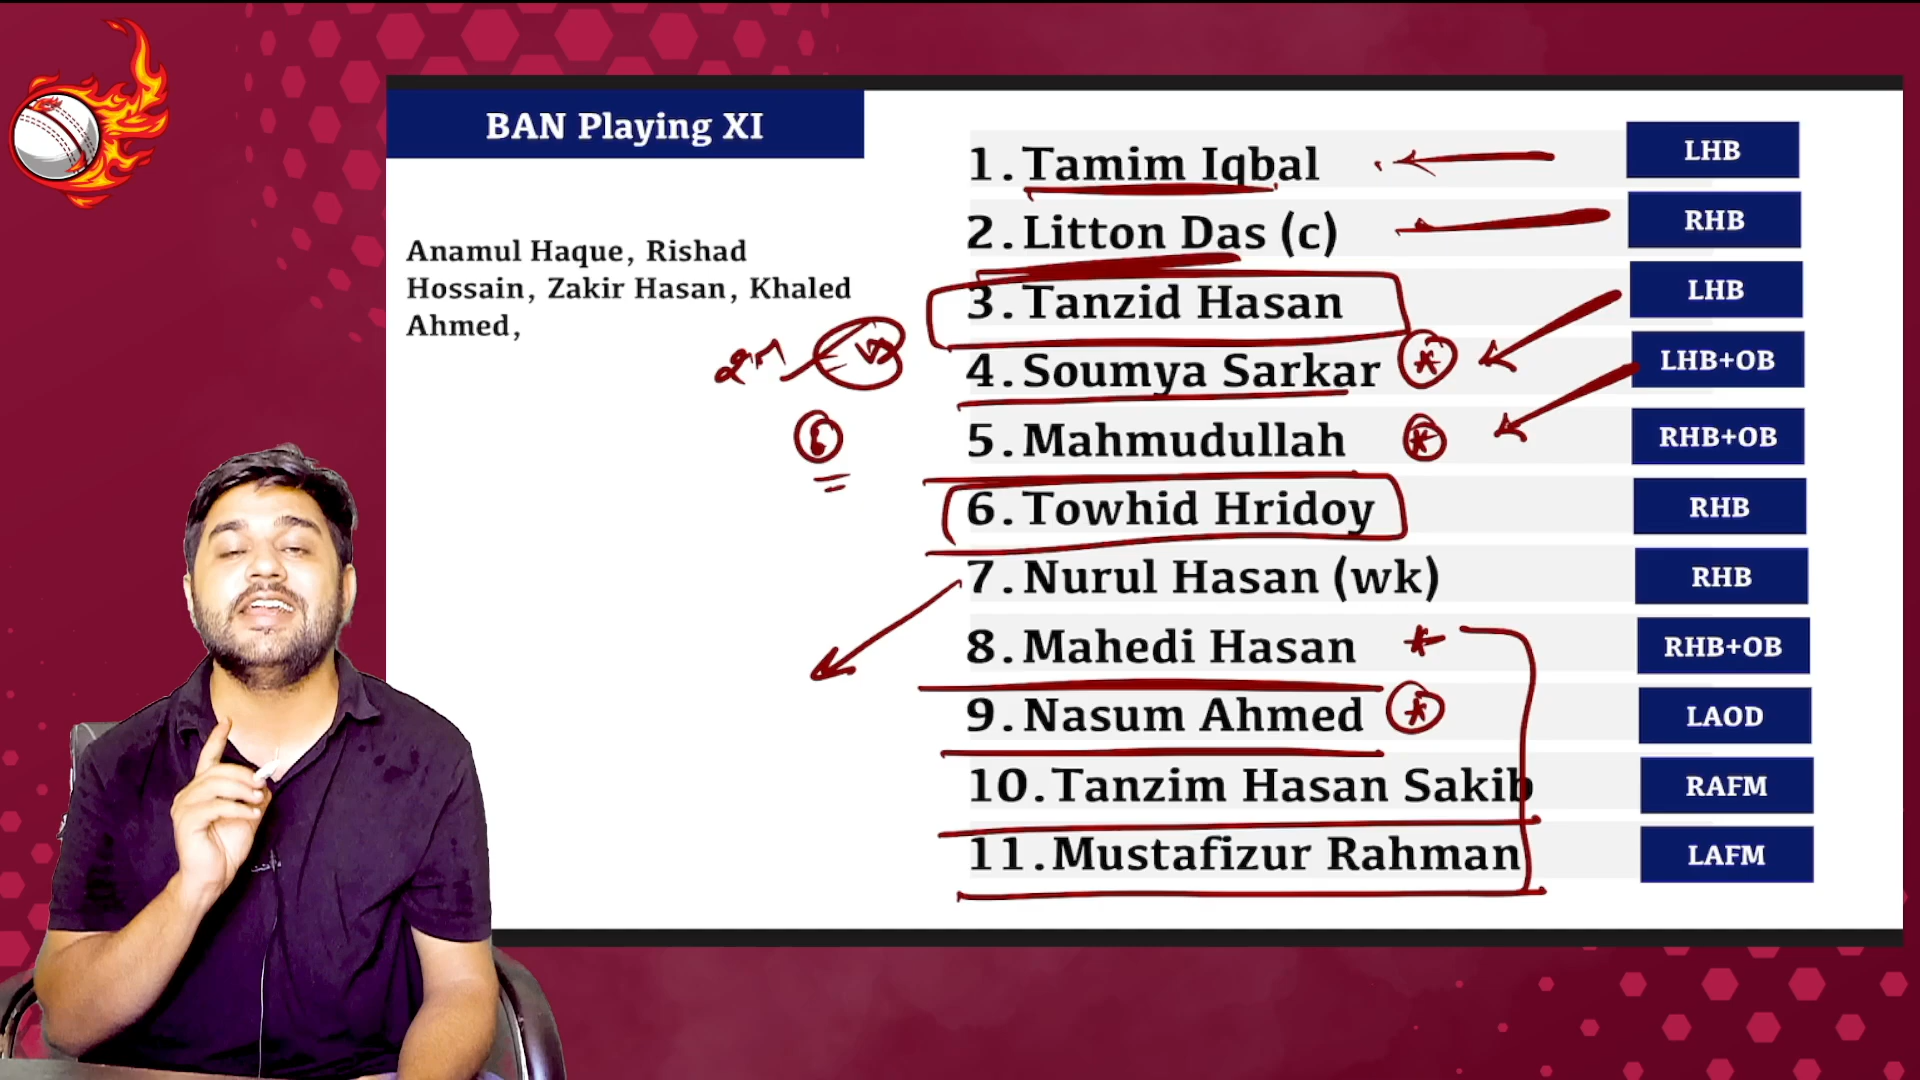 BAN Playing XI
Anamul Haque, Rishad
Hossain, Zakir Hasan, Khaled
Ahmed,
1. Tamim Iqbal LHB
2. Litton Das (c) RHB
3. Tanzid Hasan LHB
4. Soumya Sarkar LHB+OB
5. Mahmudullah RHB+OB
6. Towhid Hridoy RHB
7. Nurul Hasan (wk) RHB
8. Mahedi Hasan RHB+OB
9. Nasum Ahmed LAOD
10. Tanzim Hasan Sakib RAFM
11. Mustafizur Rahman LAFM